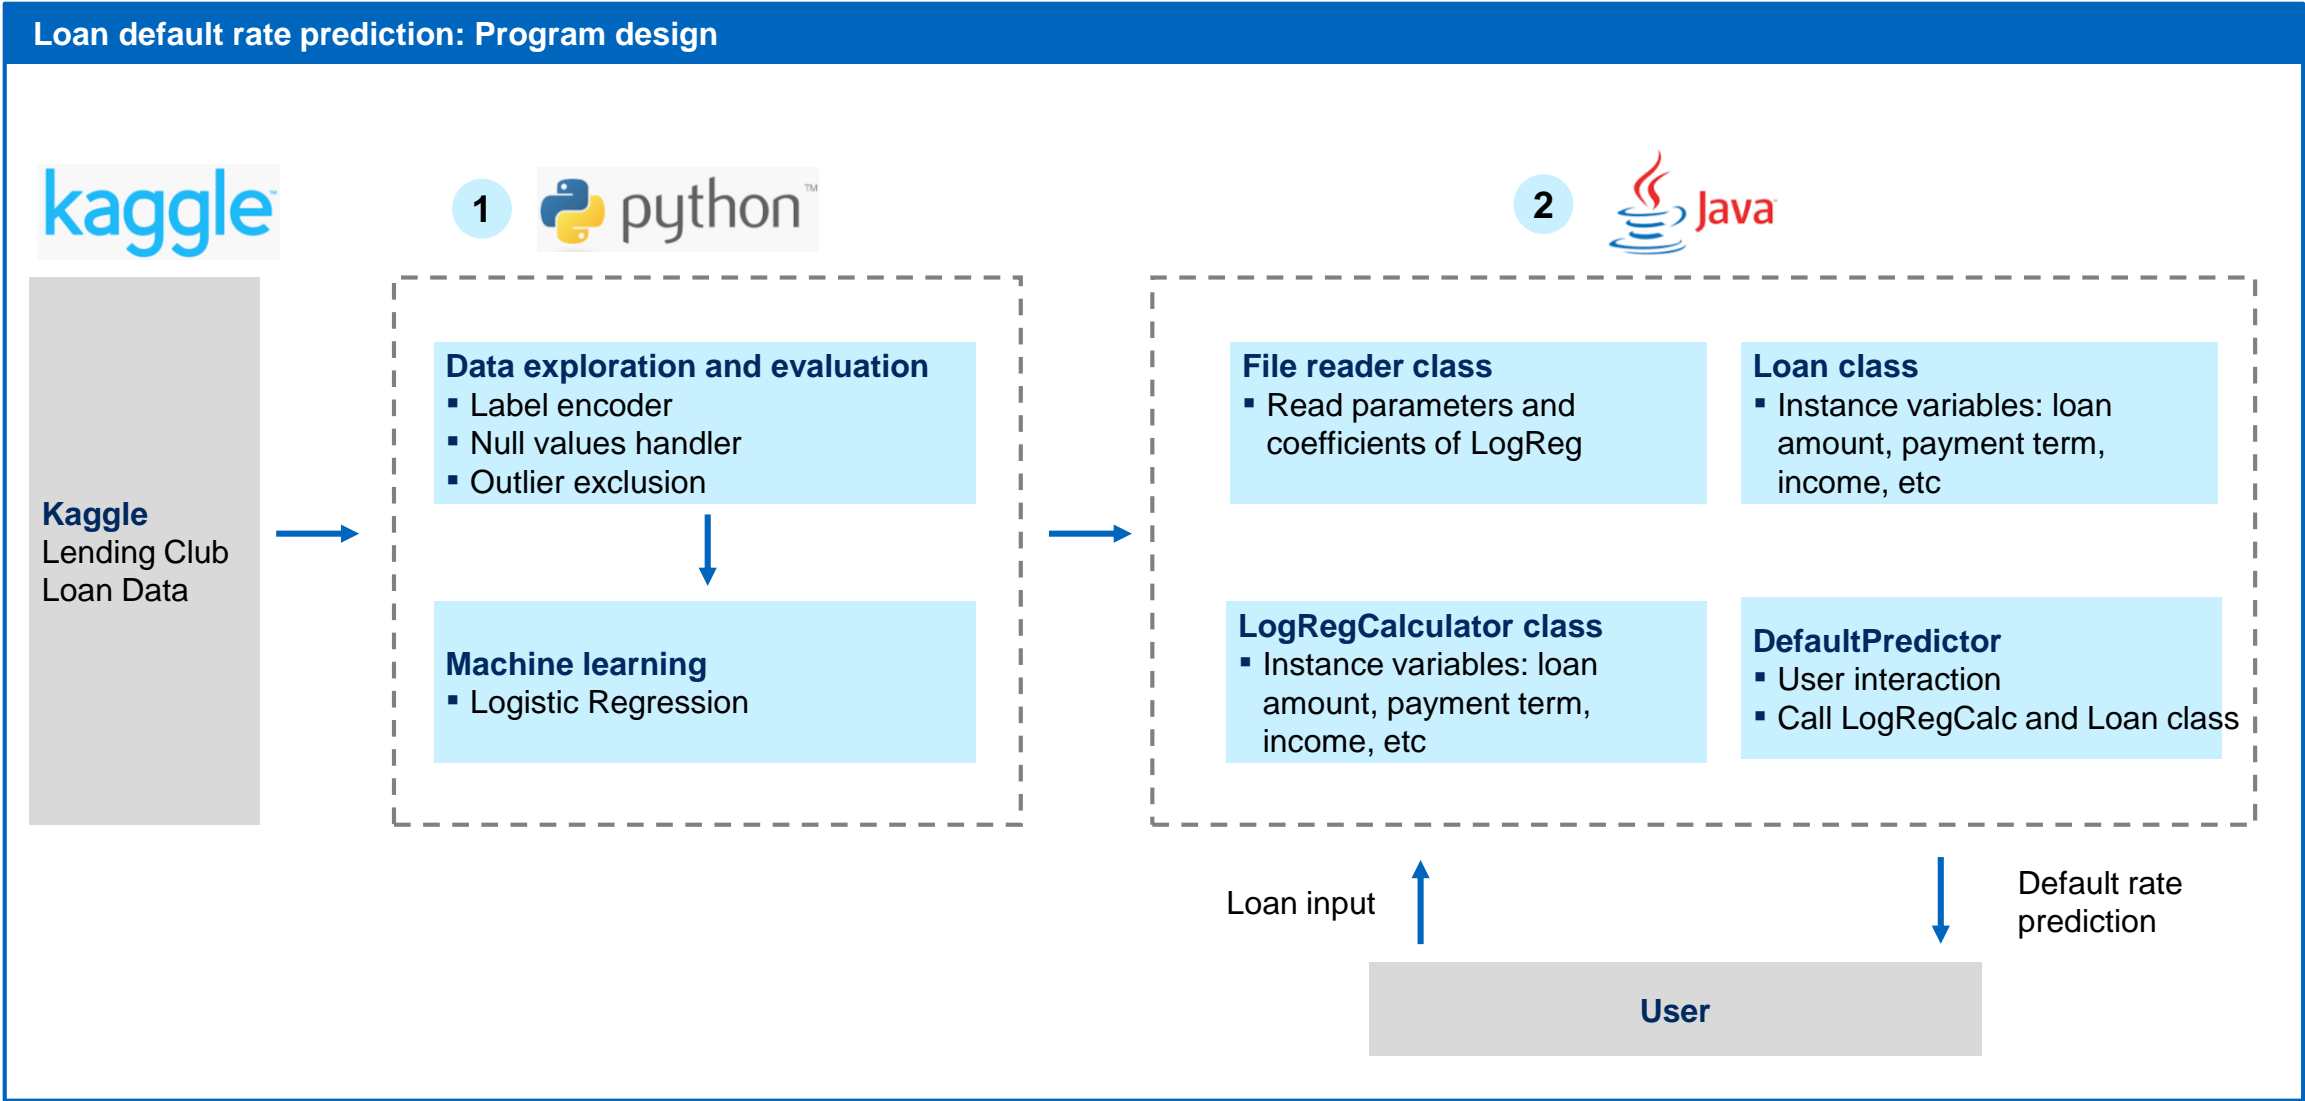 Loan default rate prediction: Program design
kaggle
1
python™
2
Java
Kaggle
Lending Club
Loan Data
Data exploration and evaluation
▪ Label encoder
▪ Null values handler
▪ Outlier exclusion
Machine learning
▪ Logistic Regression
File reader class
▪ Read parameters and
coefficients of LogReg
Loan class
▪ Instance variables: loan
amount, payment term,
income, etc
LogRegCalculator class
▪ Instance variables: loan
amount, payment term,
income, etc
DefaultPredictor
▪ User interaction
▪ Call LogRegCalc and Loan class
Loan input
Default rate
prediction
User